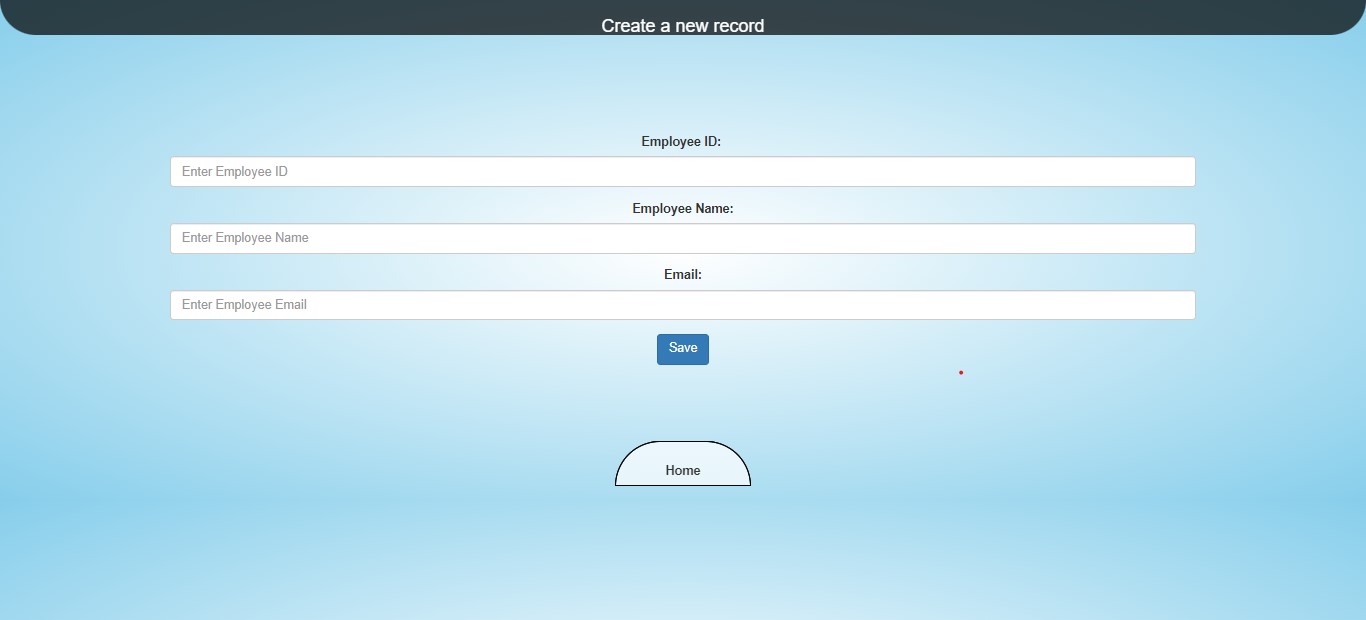 Create a new record
Employee ID:
Enter Employee ID
Employee Name:
Enter Employee Name
Email:
Enter Employee Email
Save
Home